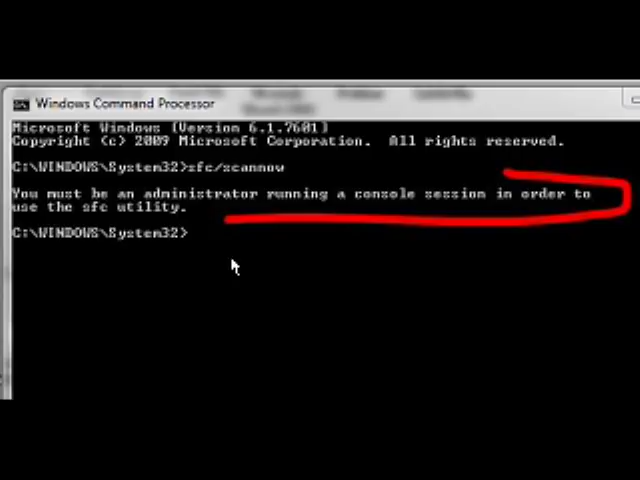 Windows Command Processor
Microsoft Windows [Version 6.1.7601]
Copyright (c) 2009 Microsoft Corporation.  All rights reserved.
C:\WINDOWS\System32>sfc/scannow
You must be an administrator running a console session in order to
use the sfc utility.
C:\WINDOWS\System32>